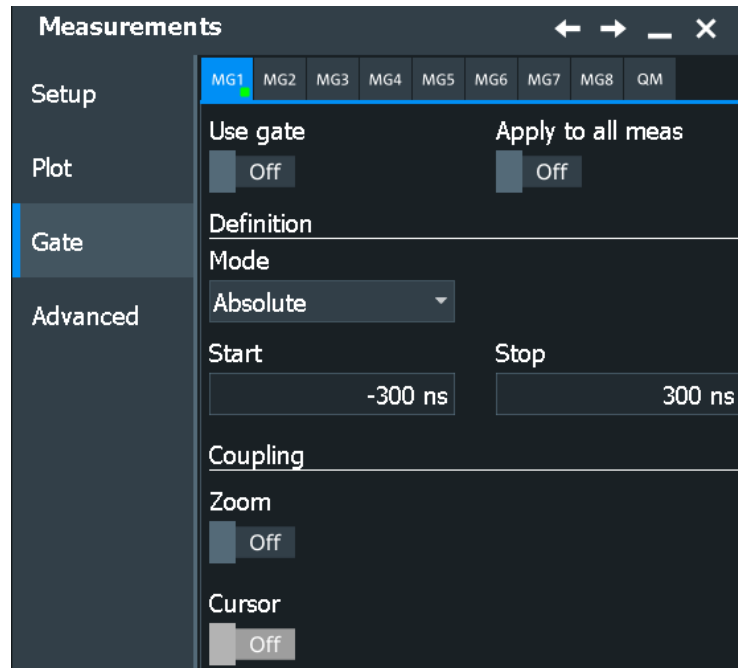 Measurements
Setup
Plot
Gate
Advanced
MG1 MG2 MG3 MG4 MG5 MG6 MG7 MG8 QM
Use gate Apply to all meas
Off Off
Definition
Mode
Absolute
Start Stop
-300 ns 300 ns
Coupling
Zoom
Off
Cursor
Off